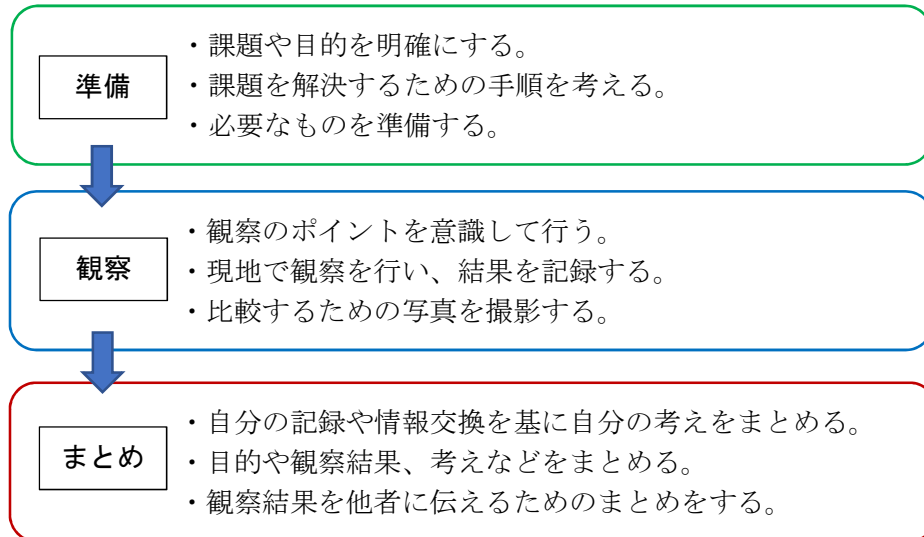 準備
・課題や目的を明確にする。
・課題を解決するための手順を考える。
・必要なものを準備する。
観察
・観察のポイントを意識して行う。
・現地で観察を行い、結果を記録する。
・比較するための写真を撮影する。
まとめ
・自分の記録や情報交換を基に自分の考えをまとめる。
・目的や観察結果、考えなどをまとめる。
・観察結果を他者に伝えるためのまとめをする。